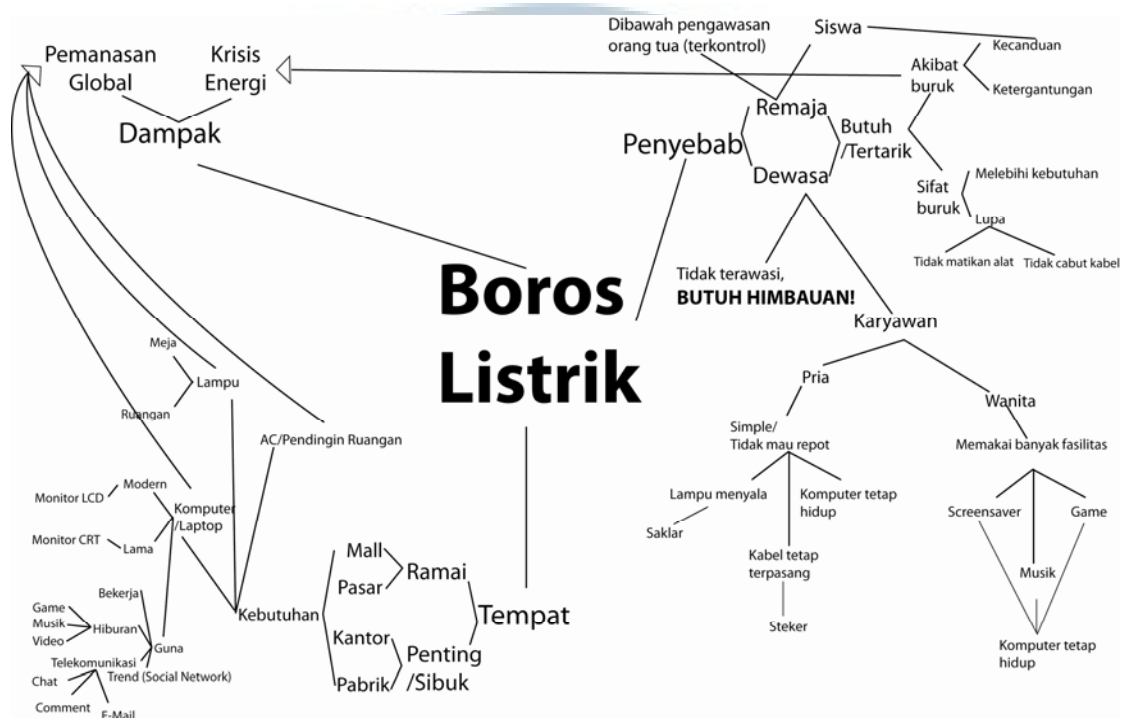 Pemanasan
Global
Krisis
Energi
Dampak
Dibawah pengawasan
orang tua (terkontrol)
Siswa
Kecanduan
Akibat
buruk
Ketergantungan
Remaja
Penyebab
Butuh
/Tertarik
Dewasa
Sifat
buruk
Melebihi kebutuhan
Lupa
Tidak matikan alat
Tidak cabut kabel
Tidak terawasi,
BUTUH HIMBAUAN!
Boros
Listrik
Karyawan
Pria
Wanita
Simple/
Tidak mau repot
Memakai banyak fasilitas
Lampu menyala
Saklar
Komputer tetap
hidup
Kabel tetap
terpasang
Steker
Screensaver
Game
Musik
Komputer tetap
hidup
Meja
Lampu
Ruangan
AC/Pendingin Ruangan
Modern
Monitor LCD
Komputer
/Laptop
Monitor CRT
Lama
Bekerja
Game
Musik
Video
Hiburan
Guna
Telekomunikasi
Trend (Social Network)
Chat
Comment
E-Mail
Kebutuhan
Mall
Pasar
Ramai
Tempat
Kantor
Pabrik
Penting
/Sibuk